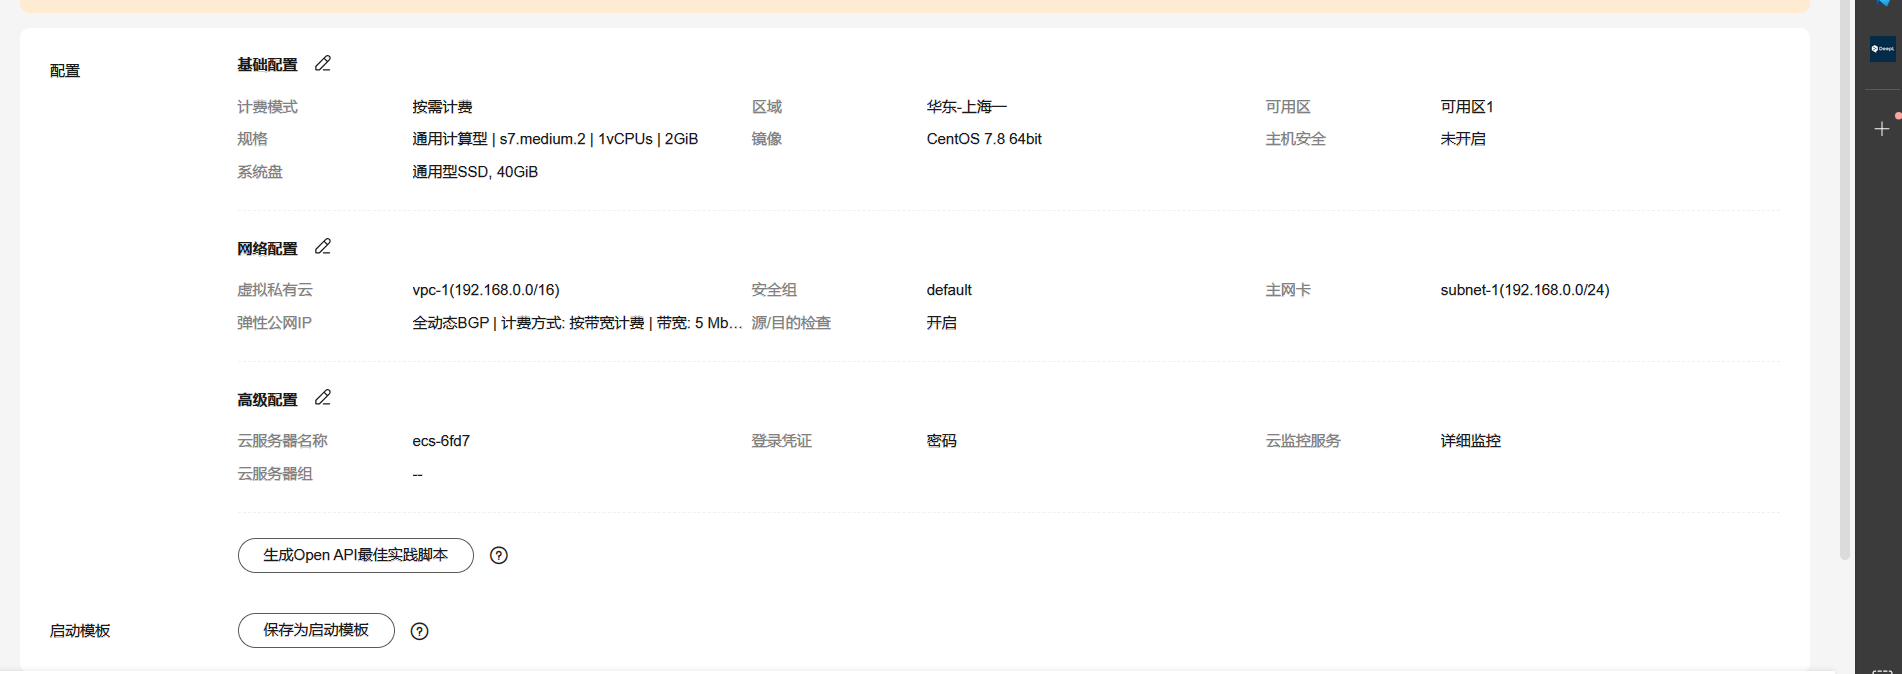 配置
基础配置
计费模式 按需计费 区域 华东-上海一 可用区 可用区1
规格 通用计算型 | s7.medium.2 | 1vCPUs | 2GiB 镜像 CentOS 7.8 64bit 主机安全 未开启
系统盘 通用型SSD, 40GiB
网络配置
虚拟私有云 vpc-1(192.168.0.0/16) 安全组 default 主网卡 subnet-1(192.168.0.0/24)
弹性公网IP 全动态BGP | 计费方式: 按带宽计费 | 带宽: 5 Mb... 源/目的检查 开启
高级配置
云服务器名称 ecs-6fd7 登录凭证 密码 云监控服务 详细监控
云服务器组 --
生成Open API最佳实践脚本
启动模板 保存为启动模板
DeepL